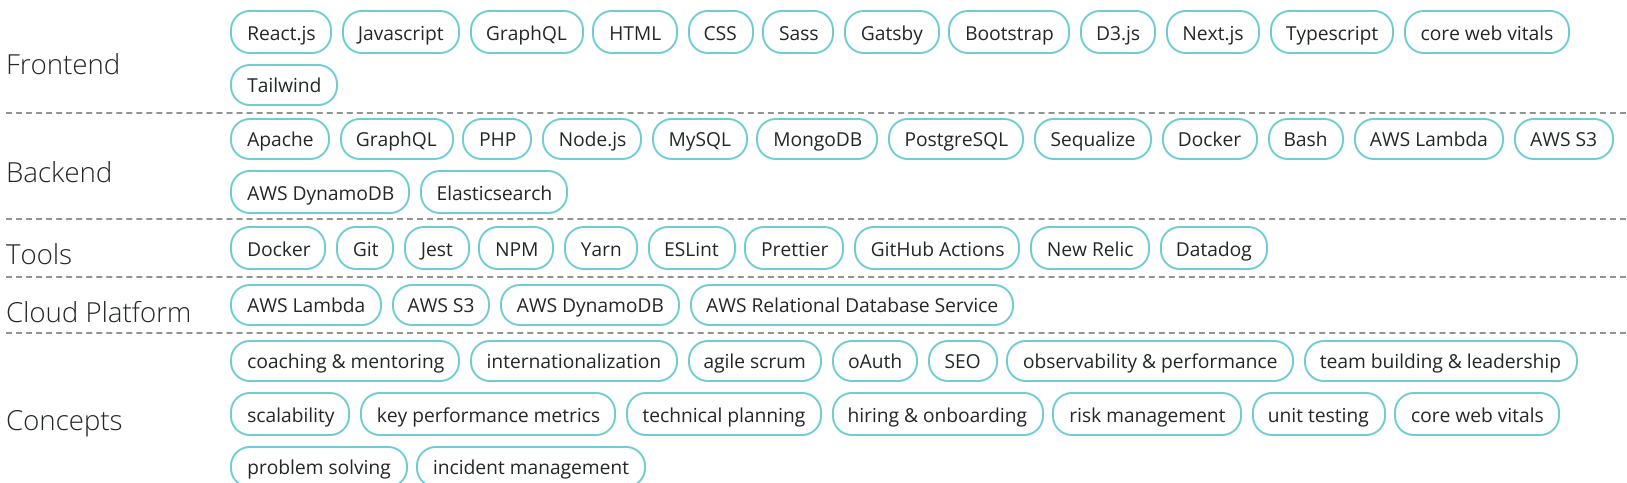 React.js Javascript GraphQL HTML CSS Sass Gatsby Bootstrap D3.js Next.js Typescript core web vitals
Frontend
Tailwind
Apache GraphQL PHP Node.js MySQL MongoDB PostgreSQL Sequalize Docker Bash AWS Lambda AWS S3
Backend
AWS DynamoDB Elasticsearch
Tools Docker Git Jest NPM Yarn ESLint Prettier GitHub Actions New Relic Datadog
Cloud Platform AWS Lambda AWS S3 AWS DynamoDB AWS Relational Database Service
coaching & mentoring internationalization agile scrum oAuth SEO observability & performance team building & leadership
Concepts scalability key performance metrics technical planning hiring & onboarding risk management unit testing core web vitals
problem solving incident management